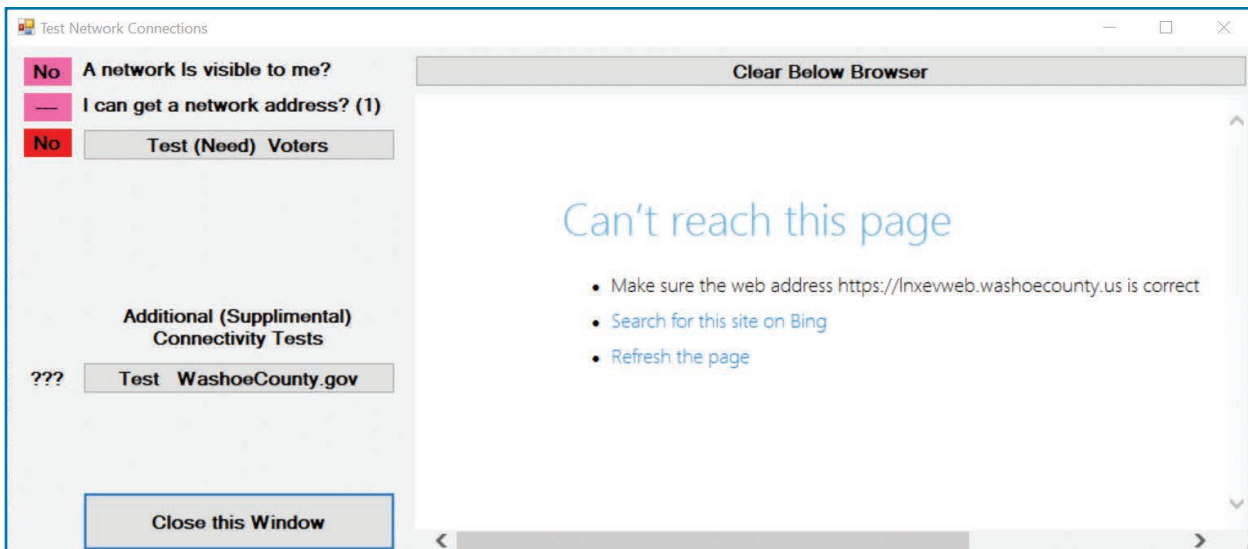 Test Network Connections
No A network Is visible to me?
--- I can get a network address? (1)
No Test (Need) Voters
Additional (Supplimental)
Connectivity Tests
??? Test WashoeCounty.gov
Close this Window
Clear Below Browser
Can't reach this page
• Make sure the web address https://lnxevweb.washoecounty.us is correct
• Search for this site on Bing
• Refresh the page